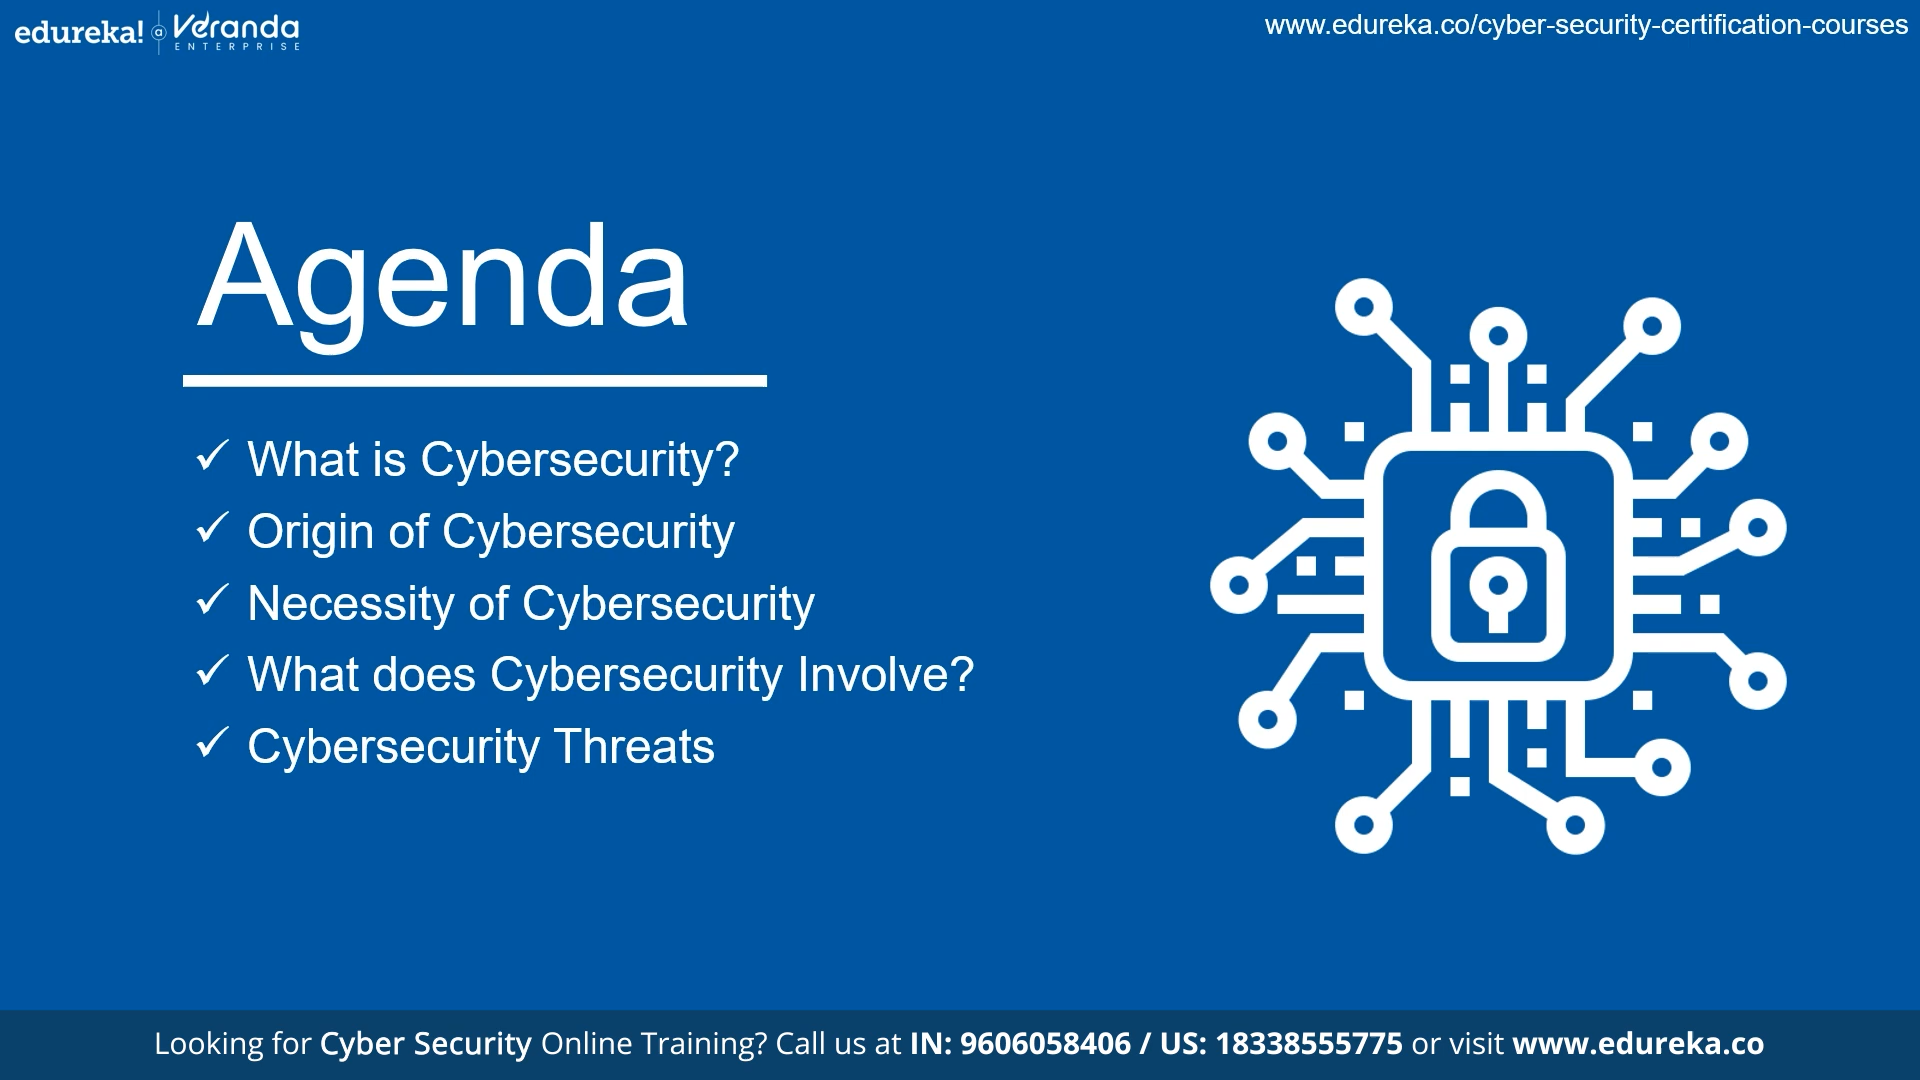 edureka! a Veranda
ENTERPRISE
www.edureka.co/cyber-security-certification-courses
Agenda
✓ What is Cybersecurity?
✓ Origin of Cybersecurity
✓ Necessity of Cybersecurity
✓ What does Cybersecurity Involve?
✓ Cybersecurity Threats
Looking for Cyber Security Online Training? Call us at IN: 9606058406 / US: 18338555775 or visit www.edureka.co